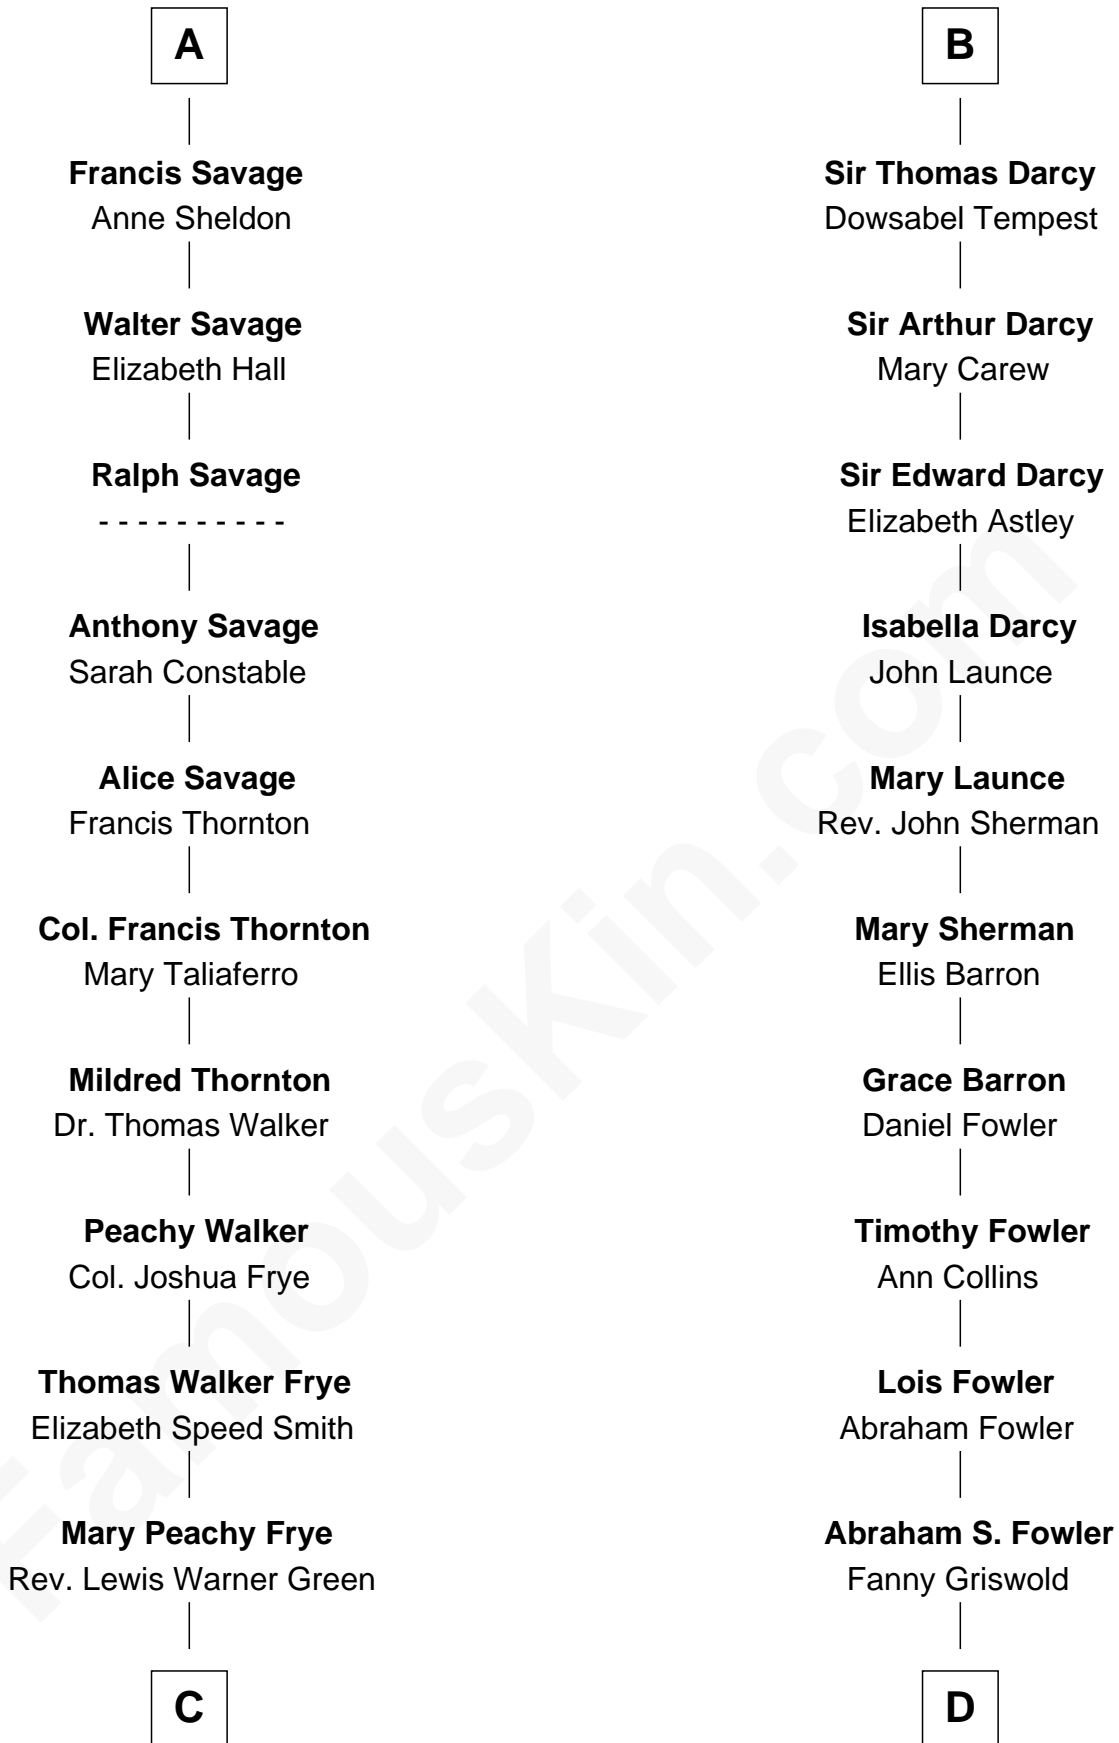 A
Francis Savage
Anne Sheldon
Walter Savage
Elizabeth Hall
Ralph Savage
- - - - - - - - - -
Anthony Savage
Sarah Constable
Alice Savage
Francis Thornton
Col. Francis Thornton
Mary Taliaferro
Mildred Thornton
Dr. Thomas Walker
Peachy Walker
Col. Joshua Frye
Thomas Walker Frye
Elizabeth Speed Smith
Mary Peachy Frye
Rev. Lewis Warner Green
C
B
Sir Thomas Darcy
Dowsabel Tempest
Sir Arthur Darcy
Mary Carew
Sir Edward Darcy
Elizabeth Astley
Isabella Darcy
John Launce
Mary Launce
Rev. John Sherman
Mary Sherman
Ellis Barron
Grace Barron
Daniel Fowler
Timothy Fowler
Ann Collins
Lois Fowler
Abraham Fowler
Abraham S. Fowler
Fanny Griswold
D
FamousKin.com